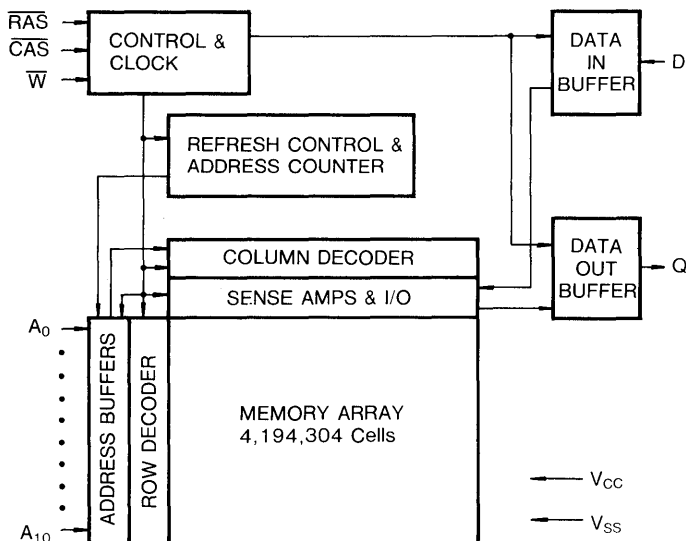 RAS
CAS
W
CONTROL &
CLOCK
DATA
IN
BUFFER
D
REFRESH CONTROL &
ADDRESS COUNTER
COLUMN DECODER
SENSE AMPS & I/O
DATA
OUT
BUFFER
Q
A0
A10
ADDRESS BUFFERS
ROW DECODER
MEMORY ARRAY
4,194,304 Cells
VCC
VSS